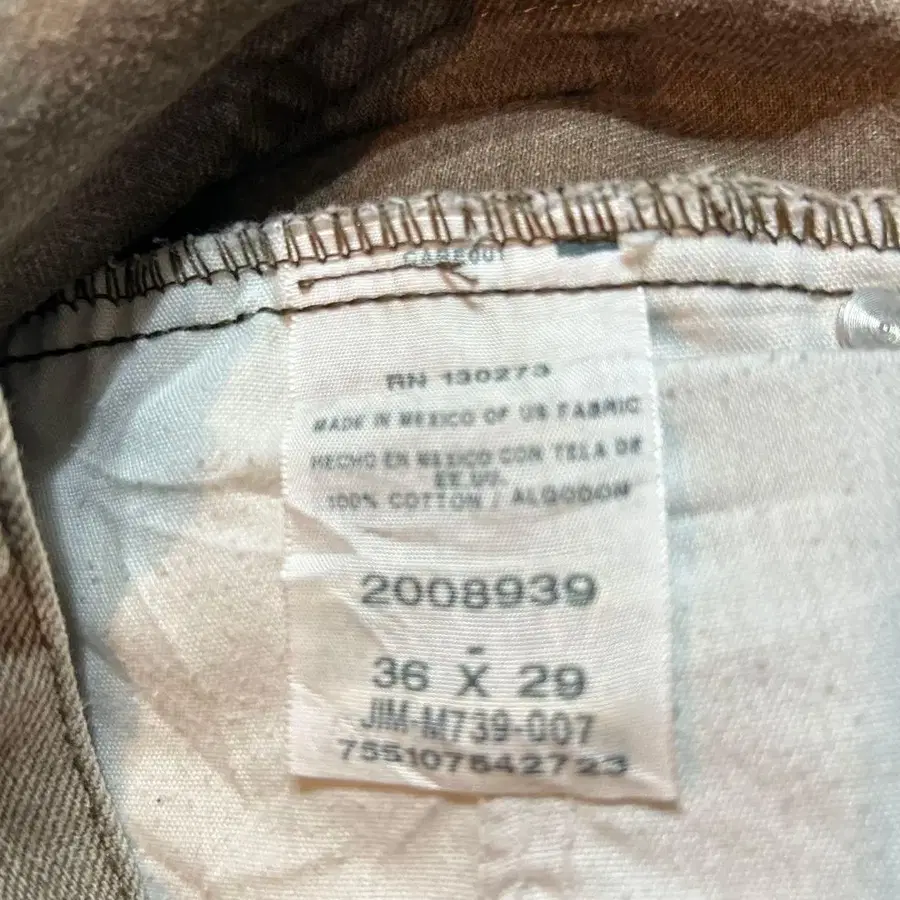 RN 130273
MADE IN MEXICO OF US FABRIC
HECHO EN MEXICO CON TELA DE
EE.UU.
100% COTTON / ALGODON
2008939
-
36 X 29
JIM-M739-007
755107542723